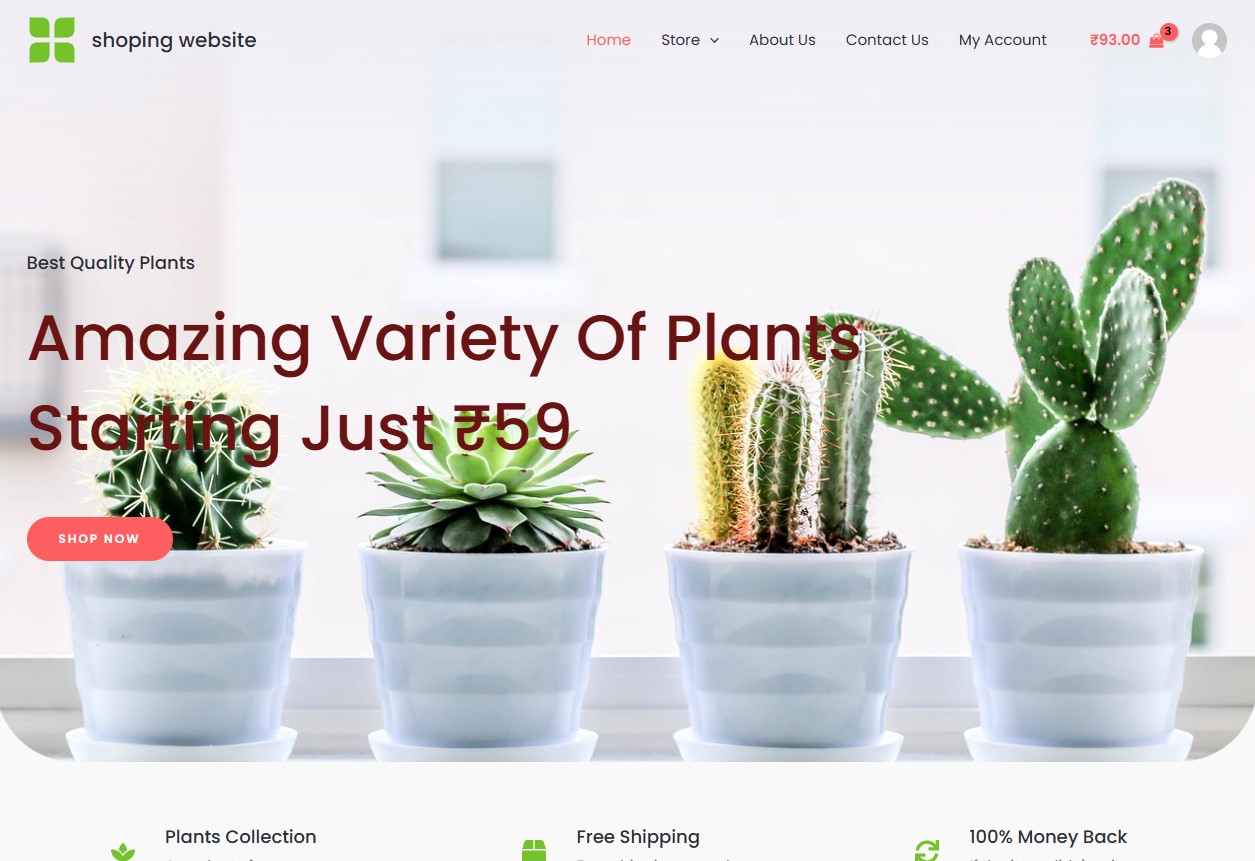 shoping website
Home Store About Us Contact Us My Account ₹93.00 3
Best Quality Plants
Amazing Variety Of Plants
Starting Just ₹59
SHOP NOW
Plants Collection Free Shipping 100% Money Back